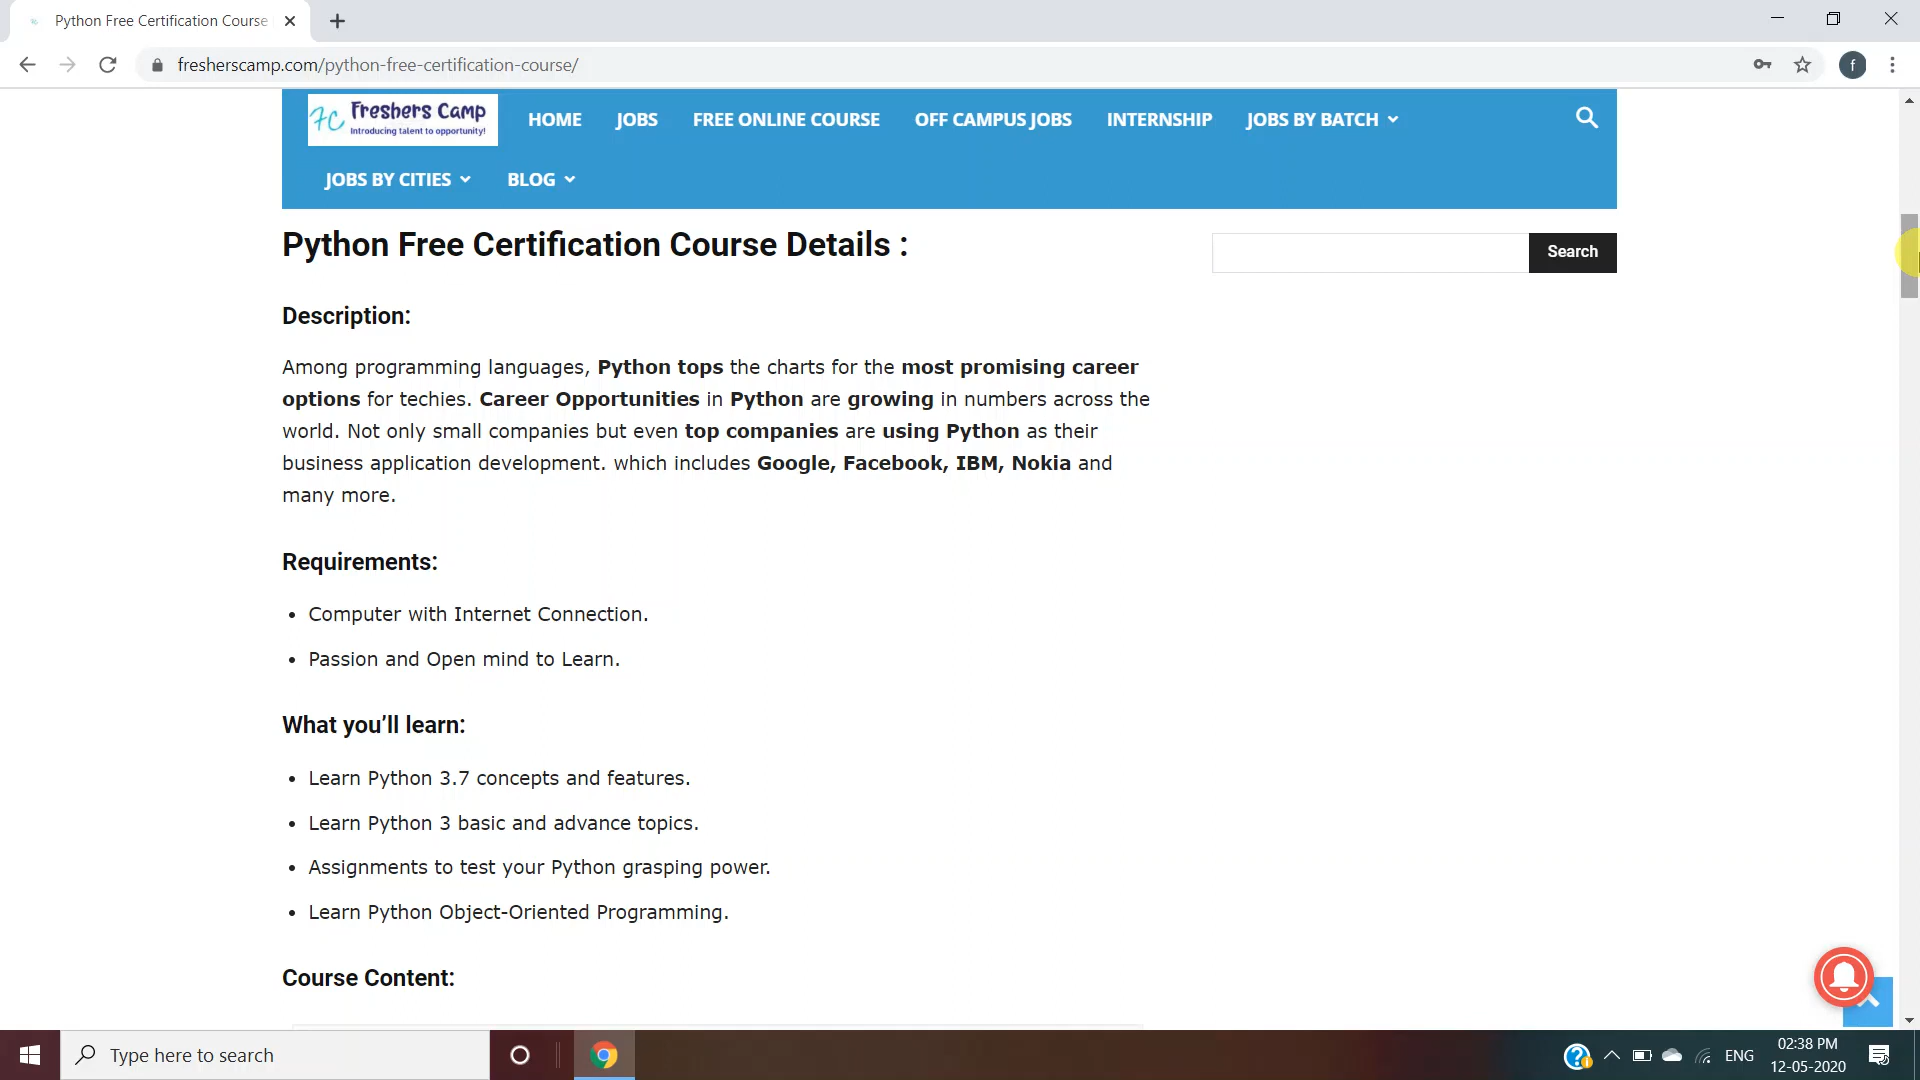 Python Free Certification Course
fresherscamp.com/python-free-certification-course/
f
FC Freshers Camp
Introducing talent to opportunity!
HOME
JOBS
FREE ONLINE COURSE
OFF CAMPUS JOBS
INTERNSHIP
JOBS BY BATCH
JOBS BY CITIES
BLOG
Python Free Certification Course Details :
Search
Description:
Among programming languages, Python tops the charts for the most promising career
options for techies. Career Opportunities in Python are growing in numbers across the
world. Not only small companies but even top companies are using Python as their
business application development. which includes Google, Facebook, IBM, Nokia and
many more.
Requirements:
• Computer with Internet Connection.
• Passion and Open mind to Learn.
What you’ll learn:
• Learn Python 3.7 concepts and features.
• Learn Python 3 basic and advance topics.
• Assignments to test your Python grasping power.
• Learn Python Object-Oriented Programming.
Course Content:
Type here to search
ENG
02:38 PM
12-05-2020